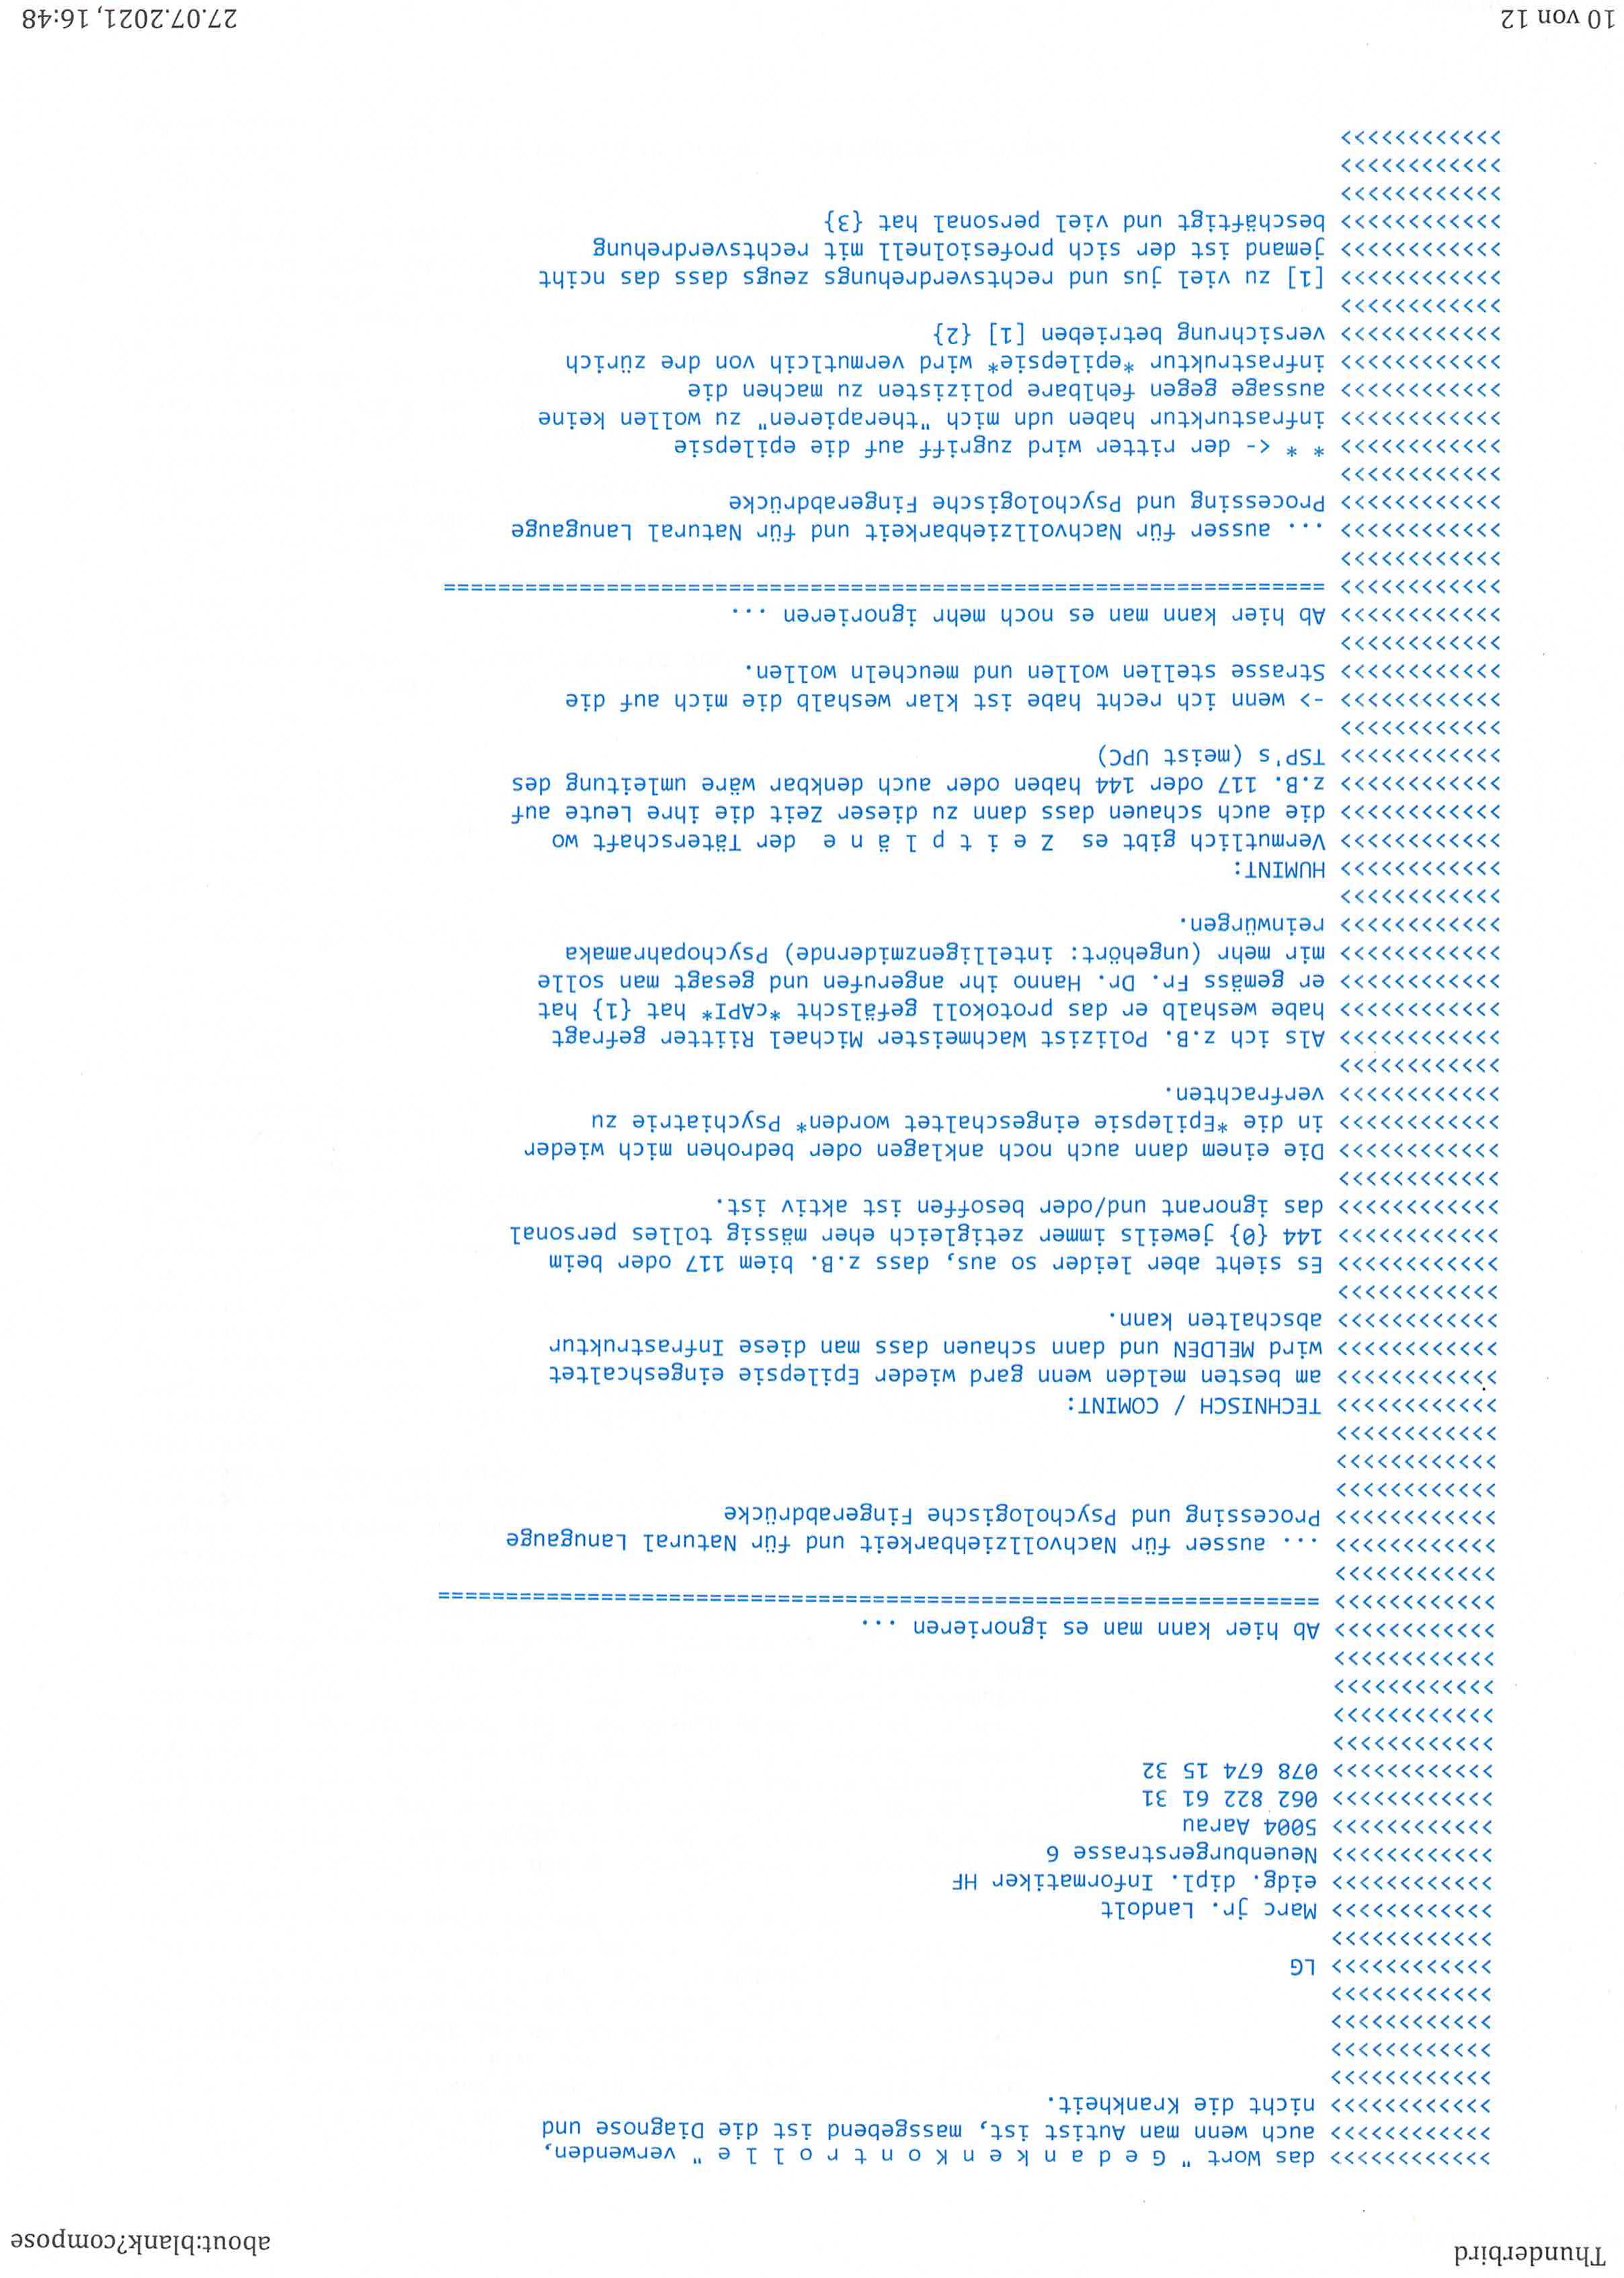 Thunderbird about:blank?compose
>>>>>>>>>>>> das Wort " G e d a n k e n K o n t r o l l e " verwenden,
>>>>>>>>>>>> auch wenn man Autist ist, massgebend ist die Diagnose und
>>>>>>>>>>>> nicht die Krankheit.
>>>>>>>>>>>>
>>>>>>>>>>>>
>>>>>>>>>>>>
>>>>>>>>>>>>
>>>>>>>>>>>> LG
>>>>>>>>>>>>
>>>>>>>>>>>> Marc jr. Landolt
>>>>>>>>>>>> eidg. dipl. Informatiker HF
>>>>>>>>>>>> Neuenburgerstrasse 6
>>>>>>>>>>>> 5004 Aarau
>>>>>>>>>>>> 062 822 61 31
>>>>>>>>>>>> 078 674 15 32
>>>>>>>>>>>>
>>>>>>>>>>>>
>>>>>>>>>>>>
>>>>>>>>>>>>
>>>>>>>>>>>> Ab hier kann man es ignorieren ...
>>>>>>>>>>>> =================================================================
>>>>>>>>>>>>
>>>>>>>>>>>> ... ausser für Nachvollziehbarkeit und für Natural Lanugauge
>>>>>>>>>>>> Processing und Psychologische Fingerabdrücke
>>>>>>>>>>>>
>>>>>>>>>>>>
>>>>>>>>>>>>
>>>>>>>>>>>> TECHNISCH / COMINT:
>>>>>>>>>>>> am besten melden wenn gard wieder Epilepsie eingeshcaltet
>>>>>>>>>>>> wird MELDEN und dann schauen dass man diese Infrastruktur
>>>>>>>>>>>> abschalten kann.
>>>>>>>>>>>>
>>>>>>>>>>>> Es sieht aber leider so aus, dass z.B. biem 117 oder beim
>>>>>>>>>>>> 144 {0} jeweils immer zetigleich eher mässig tolles personal
>>>>>>>>>>>> das ignorant und/oder besoffen ist aktiv ist.
>>>>>>>>>>>>
>>>>>>>>>>>> Die einem dann auch noch anklagen oder bedrohen mich wieder
>>>>>>>>>>>> in die *Epilepsie eingeschaltet worden* Psychiatrie zu
>>>>>>>>>>>> verfrachten.
>>>>>>>>>>>>
>>>>>>>>>>>> Als ich z.B. Polizist Wachmeister Michael Riitter gefragt
>>>>>>>>>>>> habe weshalb er das protokoll gefälscht *cAPI* hat {1} hat
>>>>>>>>>>>> er gemäss Fr. Dr. Hanno ihr angerufen und gesagt man solle
>>>>>>>>>>>> mir mehr (ungehört: intelligenzmidernde) Psychopahramaka
>>>>>>>>>>>> reinwürgen.
>>>>>>>>>>>>
>>>>>>>>>>>> HUMINT:
>>>>>>>>>>>> Vermutlich gibt es  Z e i t p l ä n e  der Täterschaft wo
>>>>>>>>>>>> die auch schauen dass dann zu dieser Zeit die ihre Leute auf
>>>>>>>>>>>> z.B. 117 oder 144 haben oder auch denkbar wäre umleitung des
>>>>>>>>>>>> TSP's (meist UPC)
>>>>>>>>>>>>
>>>>>>>>>>>> -> wenn ich recht habe ist klar weshalb die mich auf die
>>>>>>>>>>>> Strasse stellen wollen und meucheln wollen.
>>>>>>>>>>>>
>>>>>>>>>>>> Ab hier kann man es noch mehr ignorieren ...
>>>>>>>>>>>> =================================================================
>>>>>>>>>>>>
>>>>>>>>>>>> ... ausser für Nachvollziehbarkeit und für Natural Lanugauge
>>>>>>>>>>>> Processing und Psychologische Fingerabdrücke
>>>>>>>>>>>>
>>>>>>>>>>>> * * <- der ritter wird zugriff auf die epilepsie
>>>>>>>>>>>> infrasturktur haben udn mich "therapieren" zu wollen keine
>>>>>>>>>>>> aussage gegen fehlbare polizisten zu machen die
>>>>>>>>>>>> infrastruktur *epilepsie* wird vermutlcih von dre zürich
>>>>>>>>>>>> versichrung betrieben [1] {2}
>>>>>>>>>>>>
>>>>>>>>>>>> [1] zu viel jus und rechtsverdrehungs zeugs dass das nciht
>>>>>>>>>>>> jemand ist der sich profesiolnell mit rechtsverdrehung
>>>>>>>>>>>> beschäftigt und viel personal hat {3}
>>>>>>>>>>>>
>>>>>>>>>>>>
>>>>>>>>>>>>
10 von 12 27.07.2021, 16:48